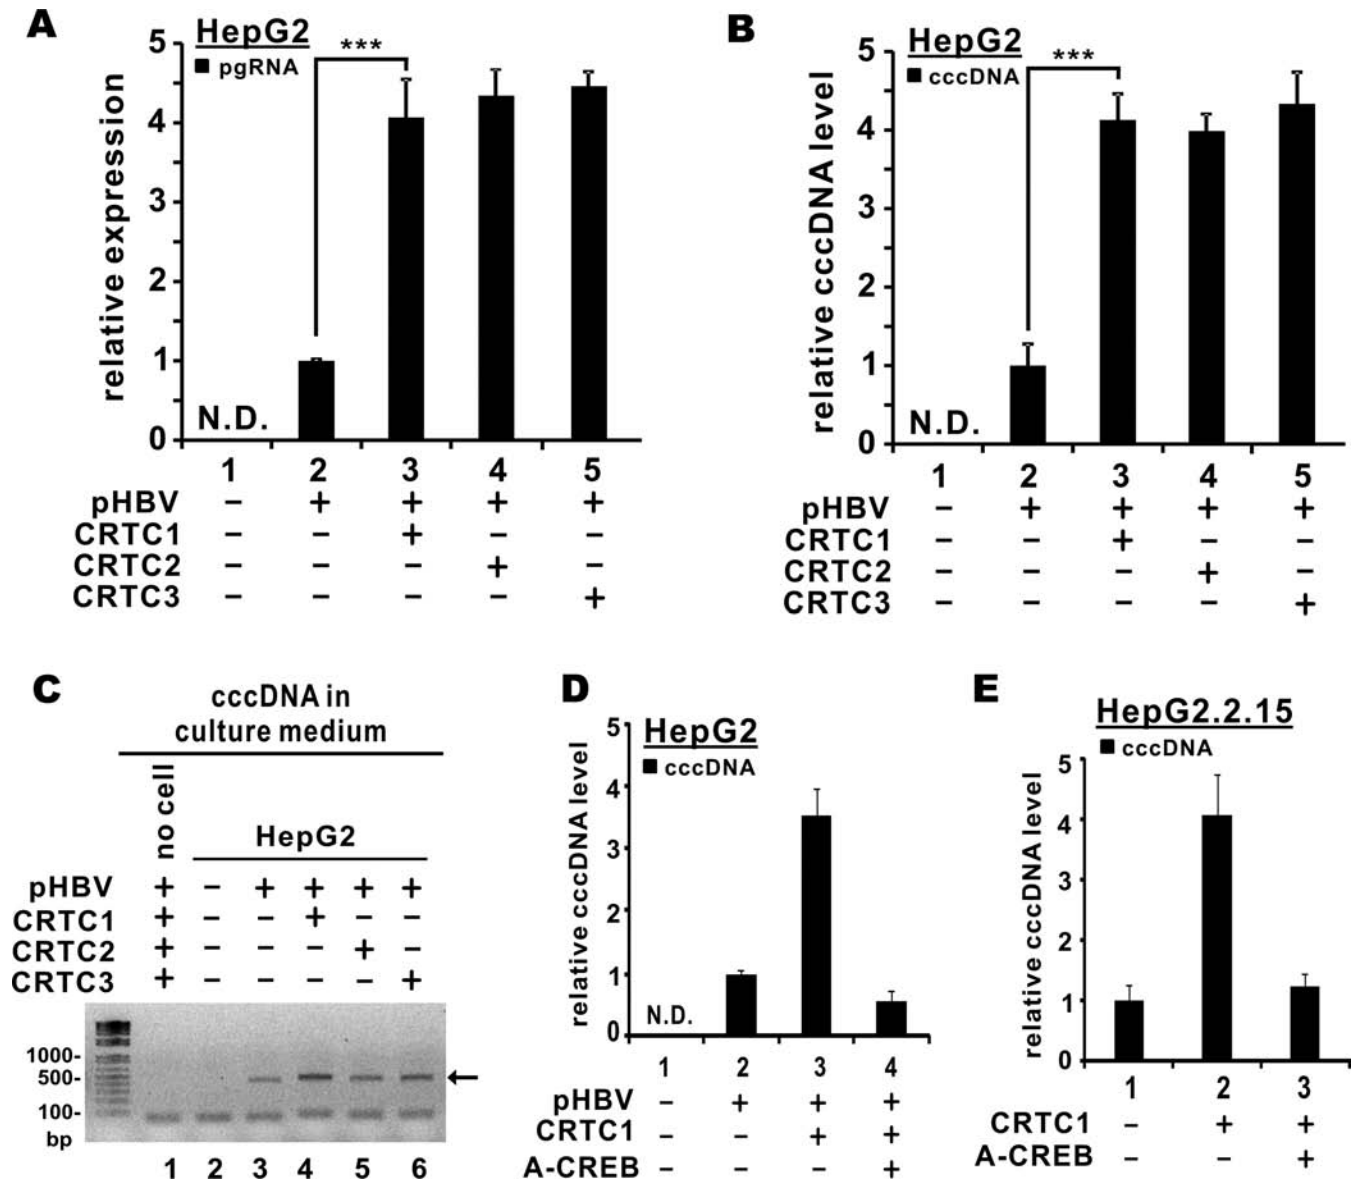 A
HepG2
■ pgRNA
***
relative expression
5
4
3
2
1
0
N.D.
1 2 3 4 5
pHBV – + + + +
CRTC1 – – + – –
CRTC2 – – – + –
CRTC3 – – – – +
B
HepG2
■ cccDNA
***
relative cccDNA level
5
4
3
2
1
0
N.D.
1 2 3 4 5
pHBV – + + + +
CRTC1 – – + – –
CRTC2 – – – + –
CRTC3 – – – – +
C
cccDNA in
culture medium
no cell
HepG2
pHBV + – + + + +
CRTC1 + – – + – –
CRTC2 + – – – + –
CRTC3 + – – – – +
1000-
500-
100-
bp
1 2 3 4 5 6
D
HepG2
■ cccDNA
relative cccDNA level
5
4
3
2
1
0
N.D.
1 2 3 4
pHBV – + + +
CRTC1 – – + +
A-CREB – – – +
E
HepG2.2.15
■ cccDNA
relative cccDNA level
5
4
3
2
1
0
1 2 3
CRTC1 – + +
A-CREB – – +